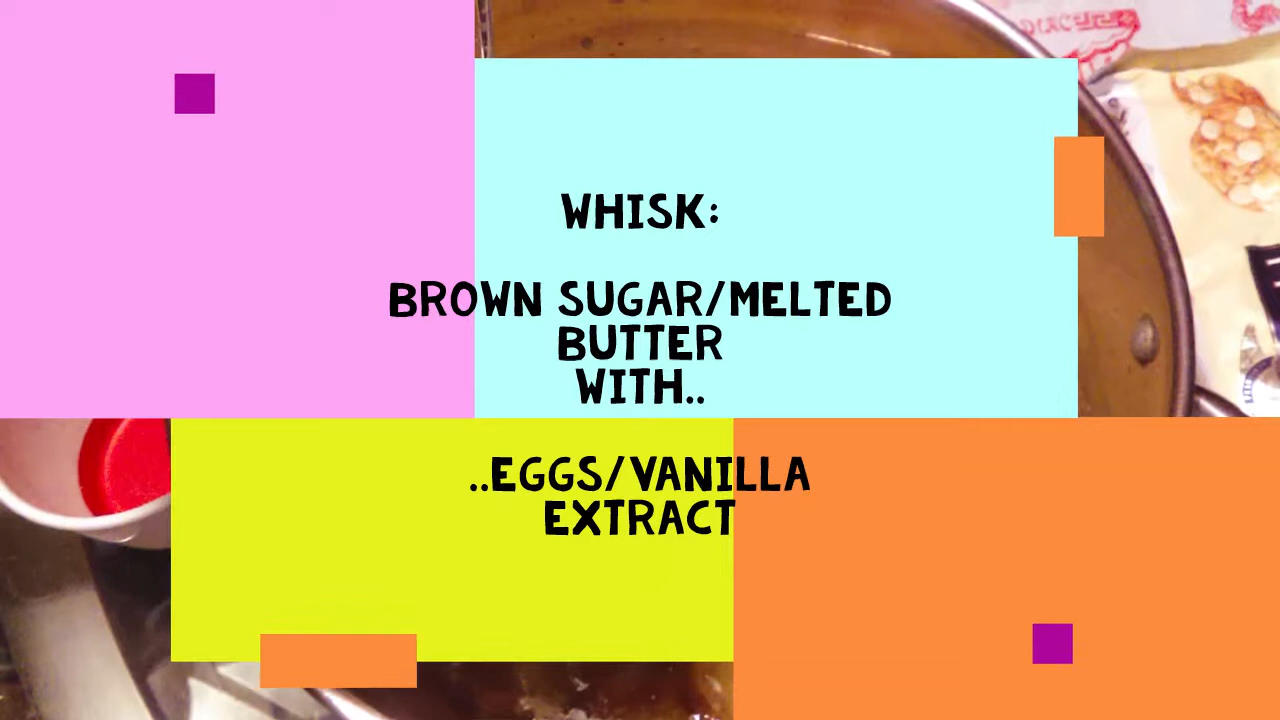 WHISK:
BROWN SUGAR/MELTED
BUTTER
WITH..
..EGGS/VANILLA
EXTRACT